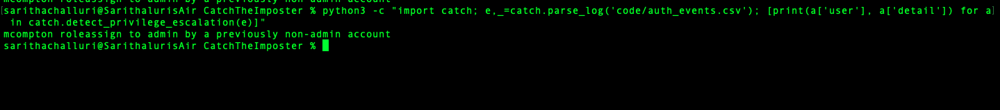 mcompton roleassign to admin by a previously non-admin account
[sarithachalluri@SarithalurisAir CatchTheImposter % python3 -c "import catch; e,_=catch.parse_log('code/auth_events.csv'); [print(a['user'], a['detail']) for a]
 in catch.detect_privilege_escalation(e)]"
mcompton roleassign to admin by a previously non-admin account
sarithachalluri@SarithalurisAir CatchTheImposter %